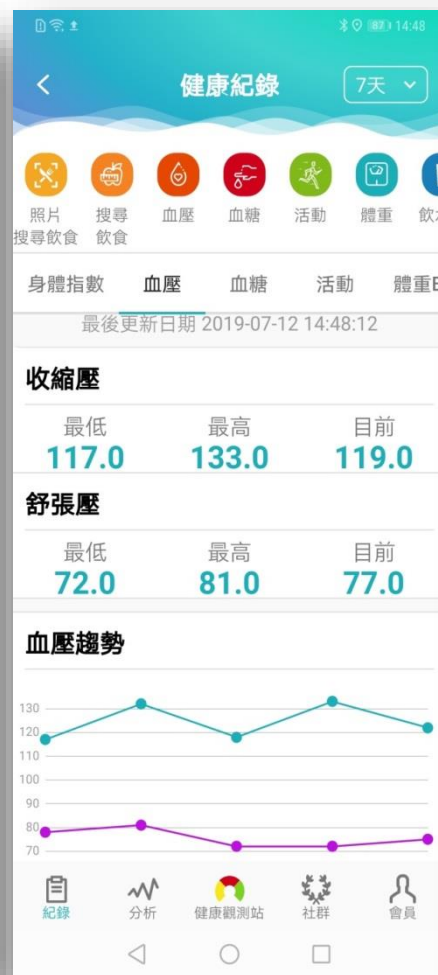 87 14:48
健康紀錄
7天
照片
搜尋飲食
搜尋
飲食
血壓
血糖
活動
體重
身體指數
血壓
血糖
活動
最後更新日期 2019-07-12 14:48:12
收縮壓
最低
最高
目前
117.0
133.0
119.0
舒張壓
最低
最高
目前
72.0
81.0
77.0
血壓趨勢
130
120
110
100
90
80
70
紀錄
分析
健康觀測站
社群
會員